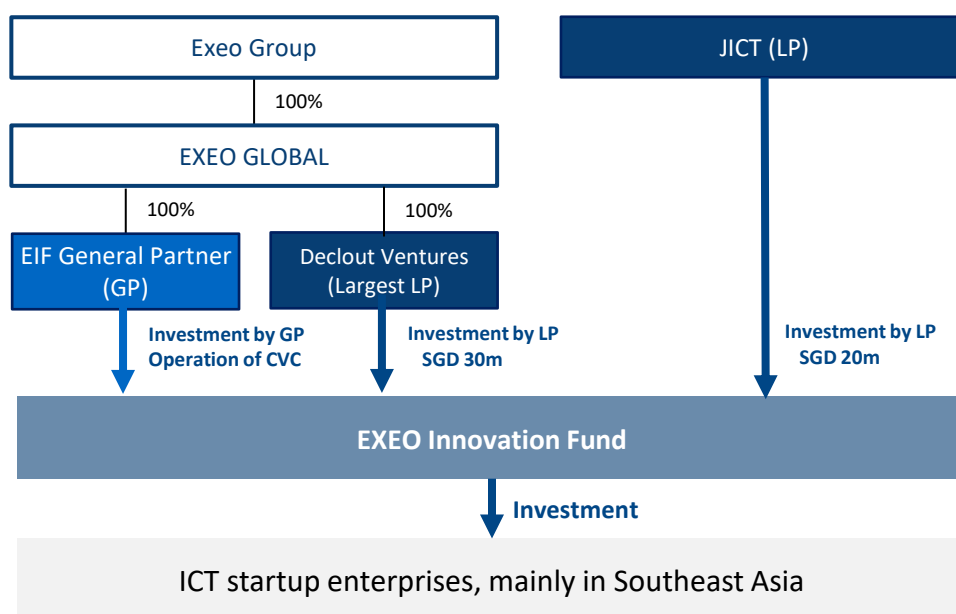 Exeo Group
JICT (LP)
100%
EXEO GLOBAL
100%
100%
EIF General Partner
(GP)
Declout Ventures
(Largest LP)
Investment by GP
Operation of CVC
Investment by LP
SGD 30m
Investment by LP
SGD 20m
EXEO Innovation Fund
Investment
ICT startup enterprises, mainly in Southeast Asia